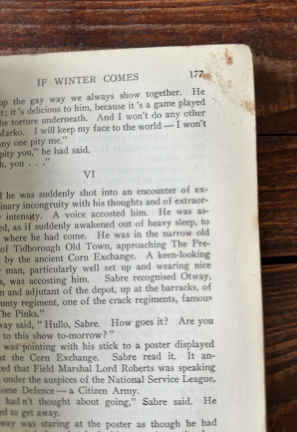 IF WINTER COMES 177
up the gay way we always show together. He
it; it's delicious to him, because it's a game played
he torture underneath. And I won't do any other
Marko. I will keep my face to the world — I won't
any one pity me."
pity you," he had said.
h, you . . ."
VI
d he was suddenly shot into an encounter of ex-
inary incongruity with his thoughts and of extraor-
intensity. A voice accosted him. He was as-
ed, as if suddenly awakened out of heavy sleep, to
where he had come. He was in the narrow old
of Tidborough Old Town, approaching The Pre-
by the ancient Corn Exchange. A keen-looking
man, particularly well set up and wearing nice
s, was accosting him. Sabre recognised Otway,
n and adjutant of the depot, up at the barracks, of
unty regiment, one of the crack regiments, famous
The Pinks."
way said, "Hullo, Sabre. How goes it? Are you
to this show to-morrow?"
was pointing with his stick to a poster displayed
at the Corn Exchange. Sabre read it. It an-
ced that Field Marshal Lord Roberts was speaking
under the auspices of the National Service League,
ome Defence — a Citizen Army.
hadn't thought about going," Sabre said. He
ed to get away.
way was staring at the poster as though he had